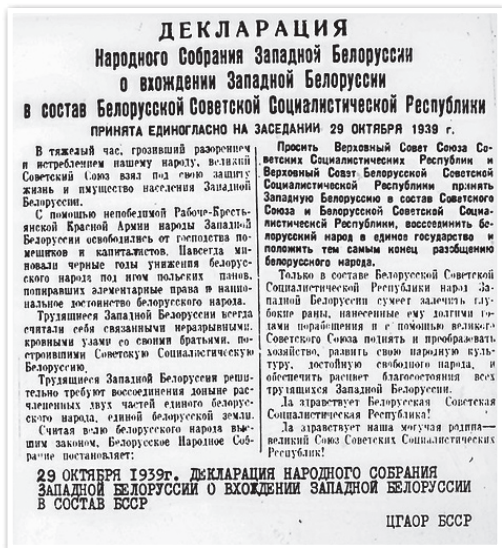 ДЕКЛАРАЦИЯ
Народного Собрания Западной Белоруссии
о вхождении Западной Белоруссии
в состав Белорусской Советской Социалистической Республики
ПРИНЯТА ЕДИНОГЛАСНО НА ЗАСЕДАНИИ 29 ОКТЯБРЯ 1939 г.
В тяжелый час, грозивший разорением
и истреблением нашему народу, великий
Советский Союз взял под свою защиту
жизнь и имущество населения Западной
Белоруссии.
С помощью непобедимой Рабоче-Кресть-
янской Красной Армии народы Западной
Белоруссии освободились от господства по-
мещиков и капиталистов. Навсегда ми-
новали черные годы унижения белорус-
ского народа под игом польских панов,
попиравших элементарные права и нацио-
нальное достоинство белорусского народа.
Трудящиеся Западной Белоруссии всегда
считали себя связанными неразрывными,
кровными узами со своими братьями, по-
строившими Советскую Социалистическую
Белоруссию.
Трудящиеся Западной Белоруссии реши-
тельно требуют воссоединения доныне рас-
члененных двух частей единого белорус-
ского народа, единой белорусской земли.
Считая волю белорусского народа выс-
шим законом, Белорусское Народное Соб-
рание постановляет:
Просить Верховный Совет Союза Со-
ветских Социалистических Республик и
Верховный Совет Белорусской Советской
Социалистической Республики принять
Западную Белоруссию в состав Советского
Союза и Белорусской Советской Социа-
листической Республики, воссоединить бе-
лорусский народ в едином государстве и
положить тем самым конец разобщению
белорусского народа.
Только в составе Белорусской Советской
Социалистической Республики народ За-
падной Белоруссии сумеет залечить глу-
бокие раны, нанесенные ему долгими го-
дами порабощения и с помощью великого
Советского Союза поднять и преобразовать
хозяйство, развить свою народную куль-
туру, достойную свободного народа, и
обеспечить расцвет благосостояния всех
трудящихся Западной Белоруссии.
Да здравствует Белорусская Советская
Социалистическая Республика!
Да здравствует наша могучая родина—
великий Союз Советских Социалистических
Республик!
29 ОКТЯБРЯ 1939г. ДЕКЛАРАЦИЯ НАРОДНОГО СОБРАНИЯ
ЗАПАДНОЙ БЕЛОРУССИИ О ВХОЖДЕНИИ ЗАПАДНОЙ БЕЛОРУССИИ
В СОСТАВ БССР
ЦГАОР БССР